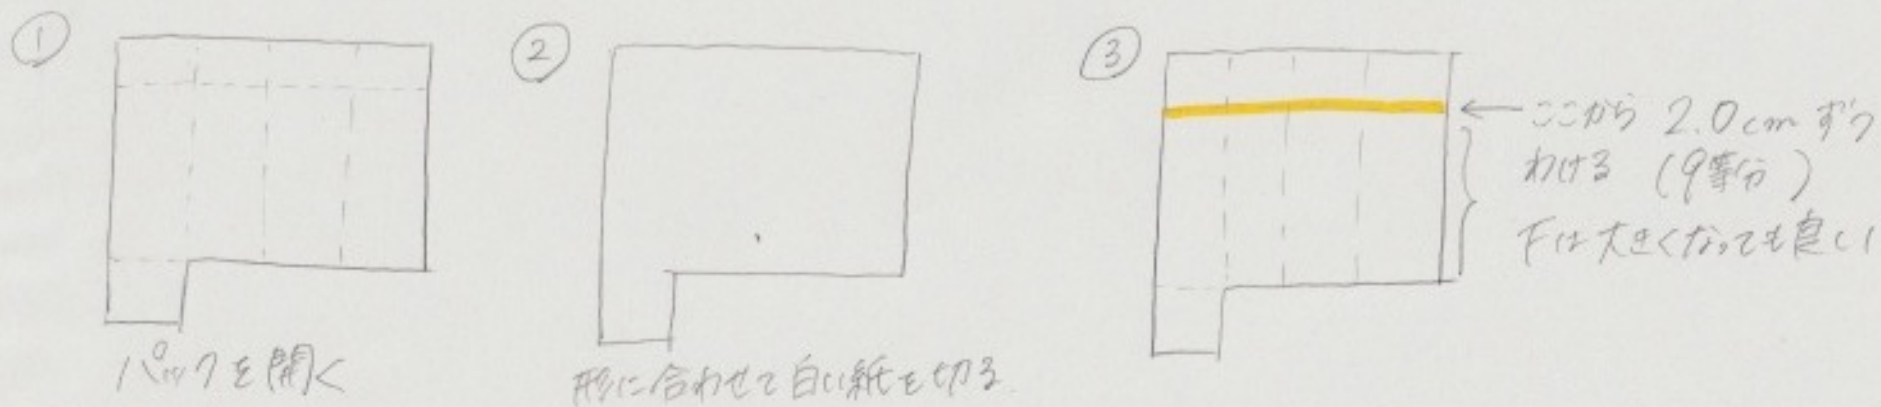 ①
パックを開く
②
形に合わせて白い紙を切る
③
←ここから 2.0cm ずつ
わける (9等分)
下は大きくなっても良い